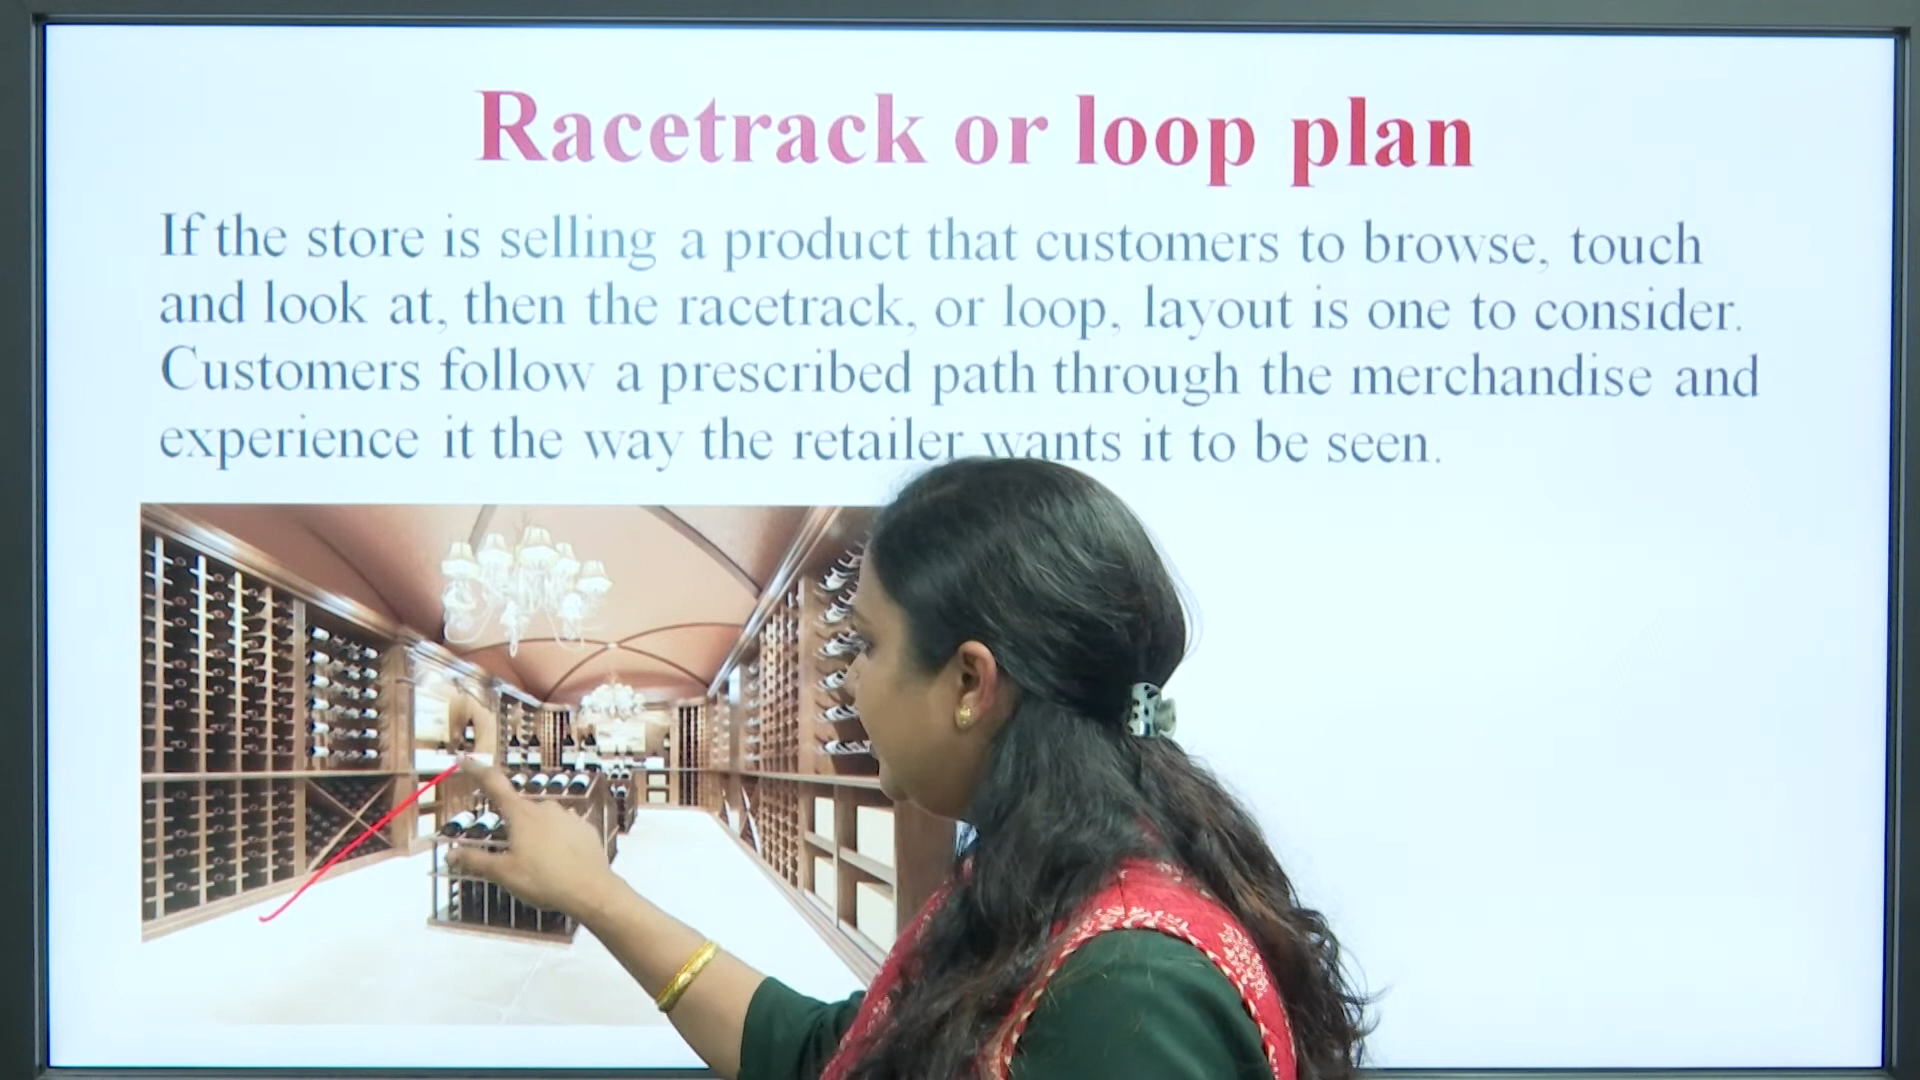 Racetrack or loop plan
If the store is selling a product that customers to browse, touch
and look at, then the racetrack, or loop, layout is one to consider.
Customers follow a prescribed path through the merchandise and
experience it the way the retailer wants it to be seen.